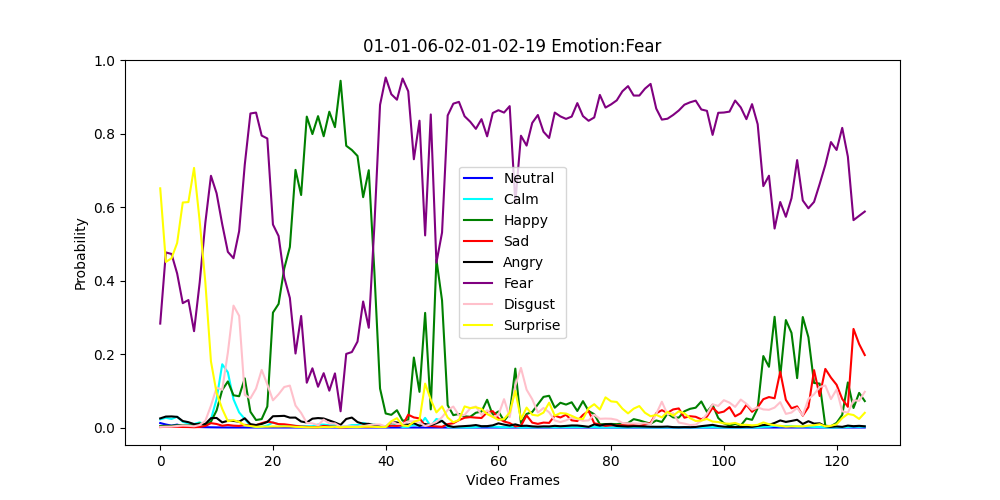 01-01-06-02-01-02-19 Emotion:Fear
Probability
1.0
0.8
0.6
0.4
0.2
0.0
Neutral
Calm
Happy
Sad
Angry
Fear
Disgust
Surprise
0 20 40 60 80 100 120
Video Frames